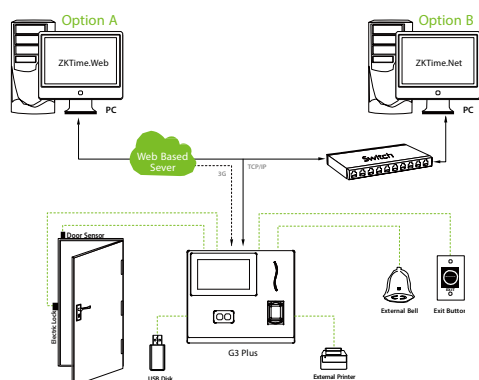 Option A
Option B
ZKTime.Web
ZKTime.Net
PC
PC
Web Based
Sever
3G
TCP/IP
Switch
Door Sensor
Electric Lock
G3 Plus
External Bell
Exit Button
EXIT
USB Disk
External Printer